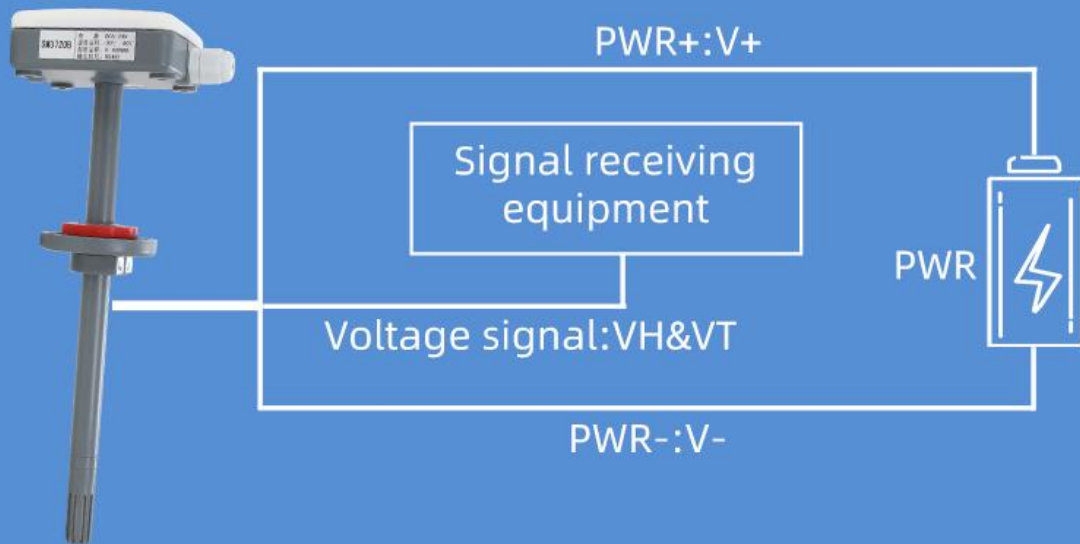 SM3720B
PWR+:V+
Signal receiving
equipment
PWR
Voltage signal:VH&VT
PWR-:V-